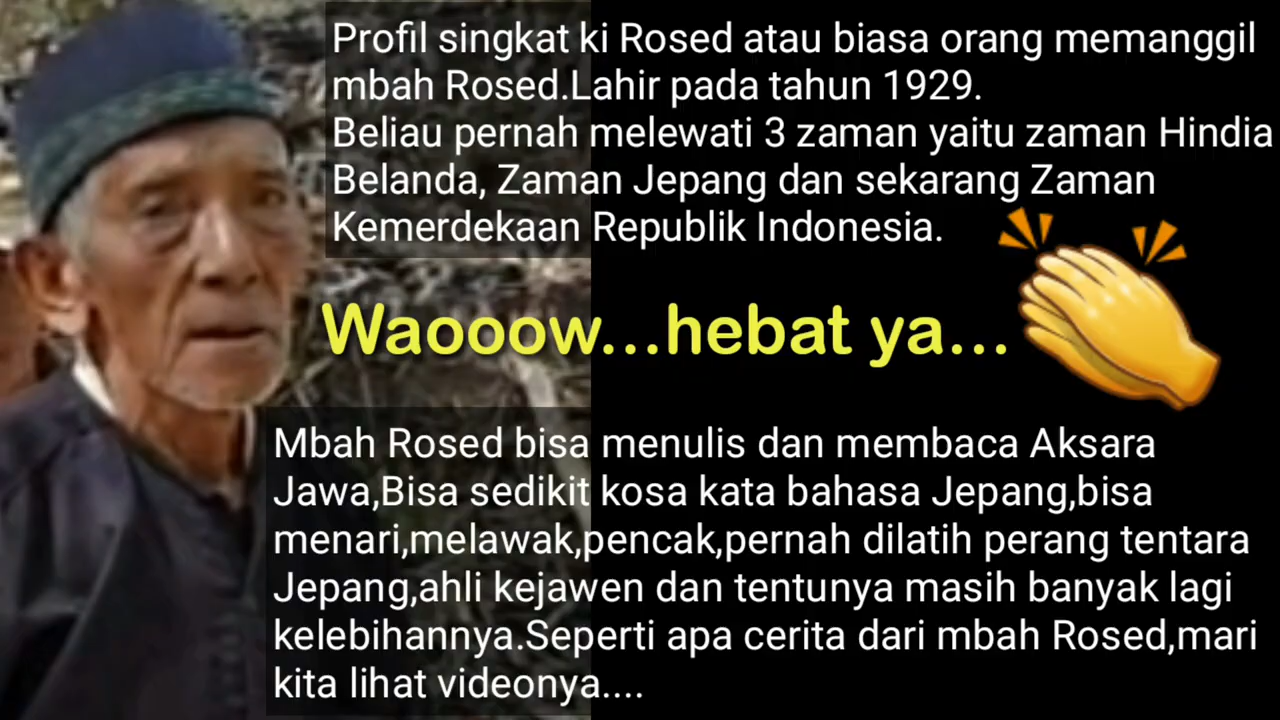 Profil singkat ki Rosed atau biasa orang memanggil
mbah Rosed.Lahir pada tahun 1929.
Beliau pernah melewati 3 zaman yaitu zaman Hindia
Belanda, Zaman Jepang dan sekarang Zaman
Kemerdekaan Republik Indonesia.
Waooow...hebat ya...
Mbah Rosed bisa menulis dan membaca Aksara
Jawa,Bisa sedikit kosa kata bahasa Jepang,bisa
menari,melawak,pencak,pernah dilatih perang tentara
Jepang,ahli kejawen dan tentunya masih banyak lagi
kelebihannya.Seperti apa cerita dari mbah Rosed,mari
kita lihat videonya....